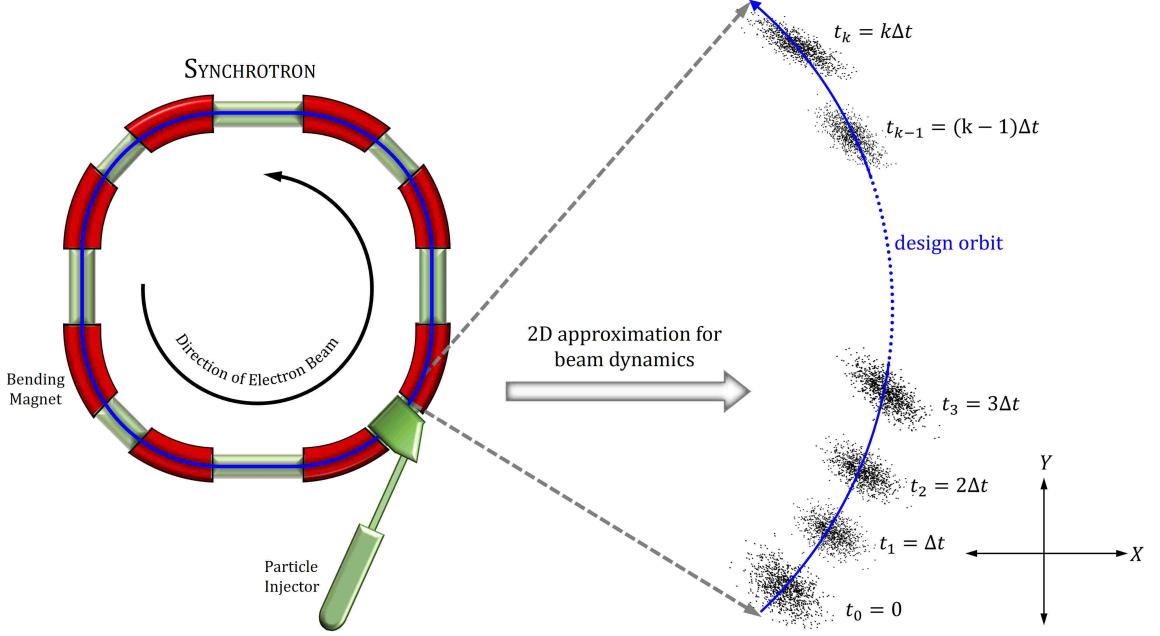 SYNCHROTRON
Direction of Electron Beam
Bending
Magnet
Particle
Injector
2D approximation for
beam dynamics
t_k = kΔt
t_{k−1} = (k − 1)Δt
design orbit
t_3 = 3Δt
t_2 = 2Δt
t_1 = Δt
t_0 = 0
Y
X